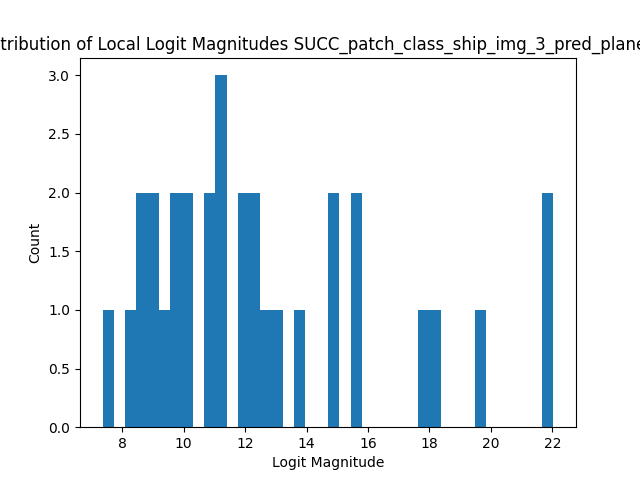 tribution of Local Logit Magnitudes SUCC_patch_class_ship_img_3_pred_plane
3.0
2.5
2.0
1.5
1.0
0.5
0.0
Count
8 10 12 14 16 18 20 22
Logit Magnitude